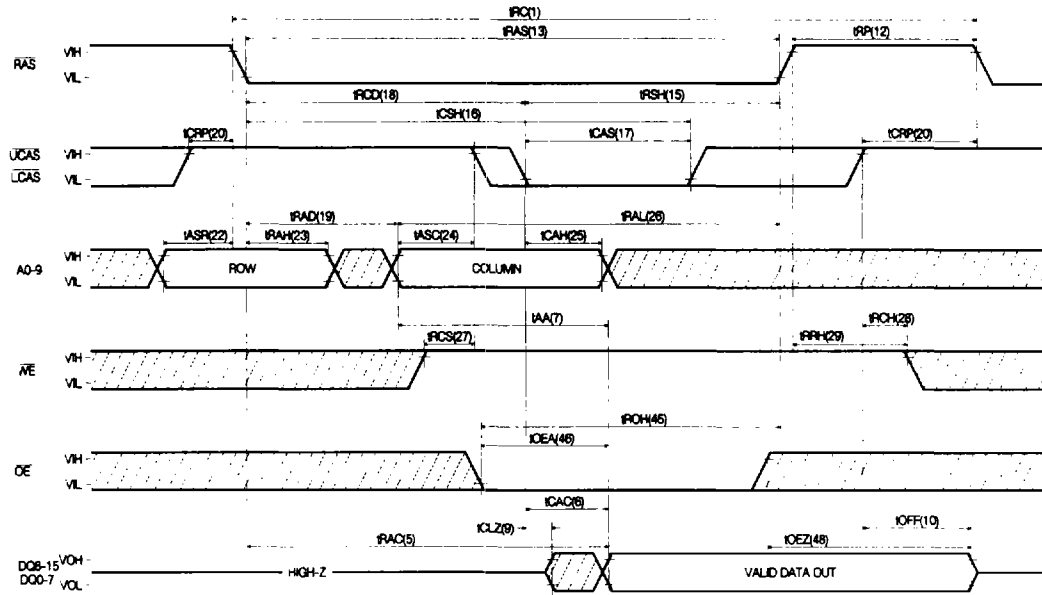 tRC(1)
tRAS(13)
tRP(12)
RAS
VIH
VIL
tRCD(18)
tRSH(15)
tCSH(16)
tCRP(20)
tCAS(17)
tCRP(20)
UCAS
LCAS
VIH
VIL
tRAD(19)
tRAL(26)
tASR(22)
tRAH(23)
tASC(24)
tCAH(25)
A0-9
VIH
VIL
ROW
COLUMN
tAA(7)
tRCS(27)
tRCH(28)
tRRH(29)
WE
VIH
VIL
tROH(45)
tOEA(46)
OE
VIH
VIL
tCAC(6)
tCLZ(9)
tRAC(5)
tOFF(10)
tOEZ(48)
DQ8-15
DQ0-7
VOH
VOL
HIGH-Z
VALID DATA OUT